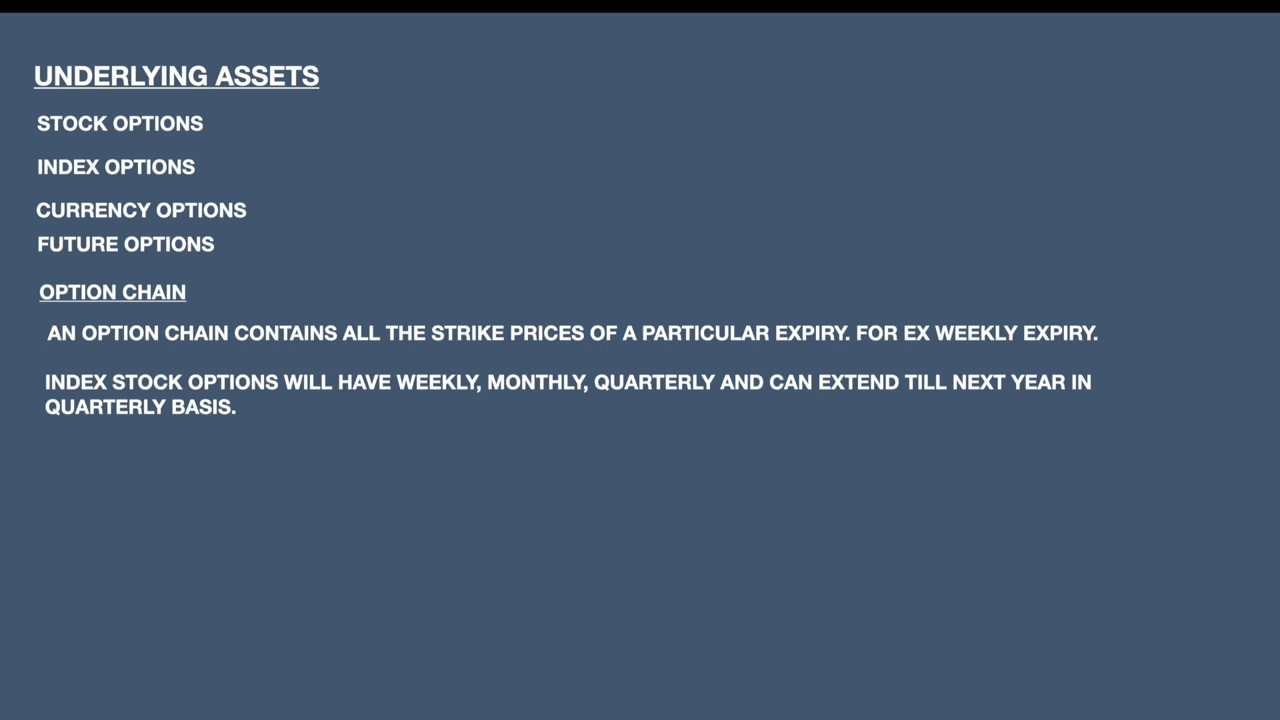 UNDERLYING ASSETS
STOCK OPTIONS
INDEX OPTIONS
CURRENCY OPTIONS
FUTURE OPTIONS
OPTION CHAIN
AN OPTION CHAIN CONTAINS ALL THE STRIKE PRICES OF A PARTICULAR EXPIRY. FOR EX WEEKLY EXPIRY.
INDEX STOCK OPTIONS WILL HAVE WEEKLY, MONTHLY, QUARTERLY AND CAN EXTEND TILL NEXT YEAR IN
QUARTERLY BASIS.